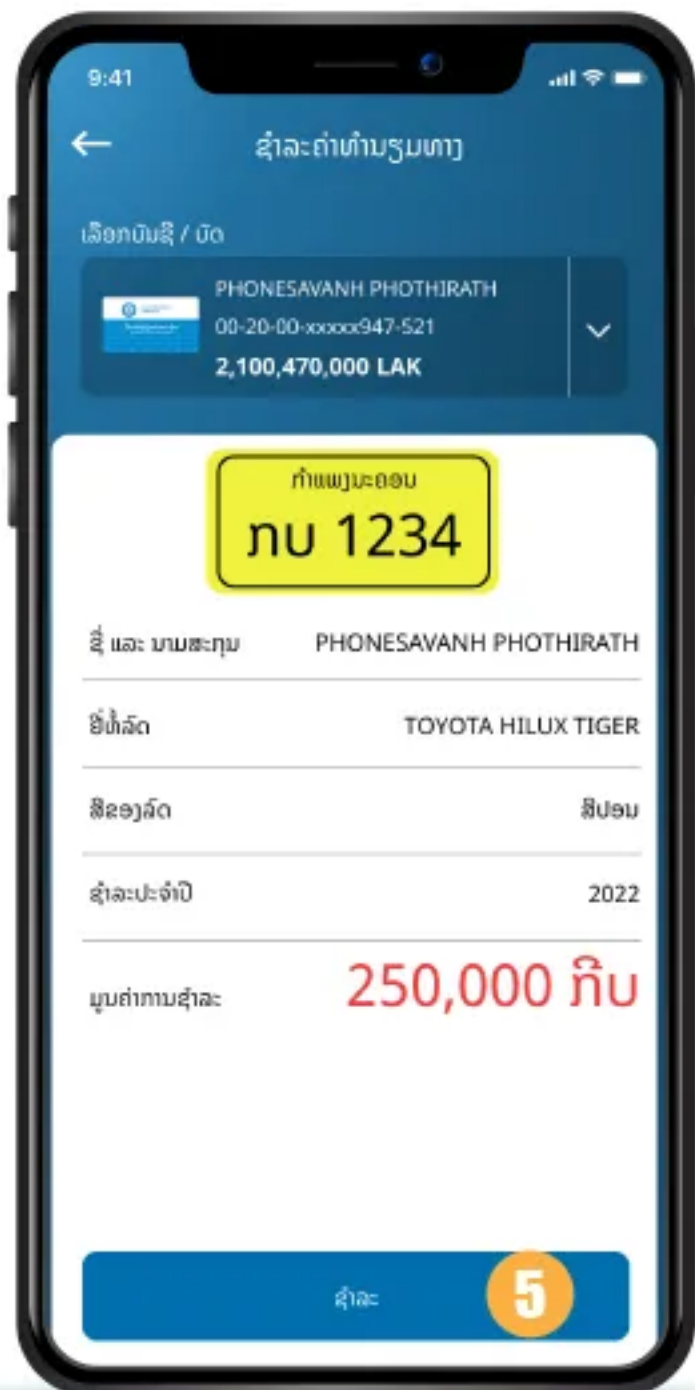 9:41
ຊຳລະຄ່າທຳນຽມທາງ
ເລືອກບັນຊີ / ບັດ
PHONESAVANH PHOTHIRATH
00-20-00-xxxxx947-521
2,100,470,000 LAK
ກຳແພງນະຄອນ
ກບ 1234
ຊື່ ແລະ ນາມສະກຸນ PHONESAVANH PHOTHIRATH
ຍີ່ຫໍ້ລົດ TOYOTA HILUX TIGER
ສີຂອງລົດ ສີປອນ
ຊຳລະປະຈຳປີ 2022
ມູນຄ່າການຊຳລະ 250,000 ກີບ
ຊຳລະ 5